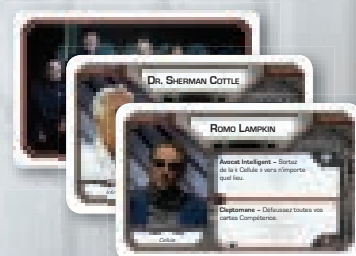 DR. SHERMAN COTTLE
ROMO LAMPKIN
Avocat Intelligent – Sortez
de la « Cellule » vers n'importe
quel lieu.
Cleptomane – Défaussez toutes vos
cartes Compétence.
Cellule